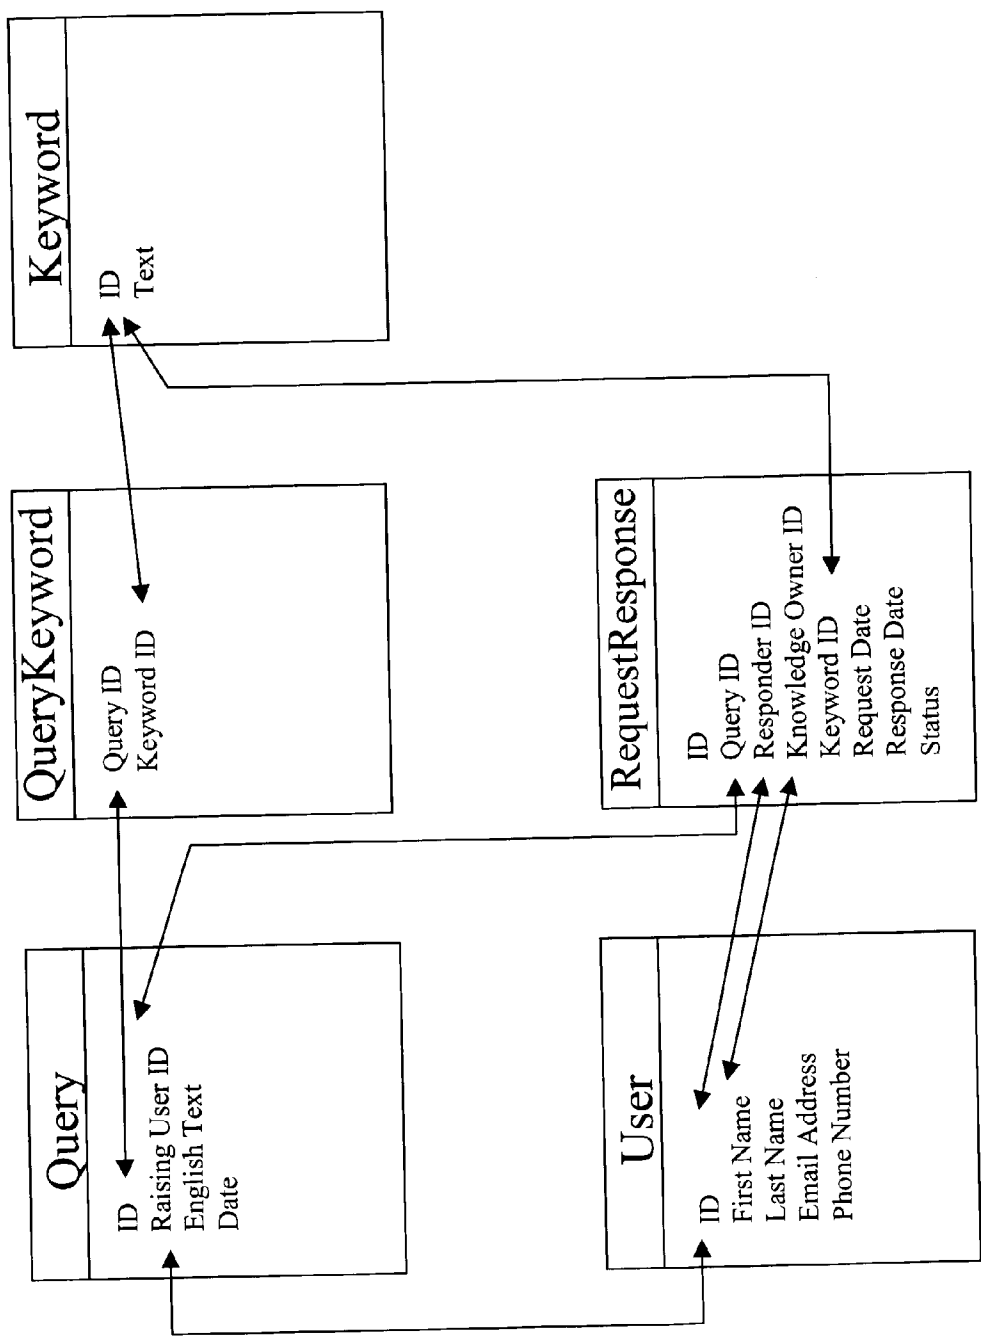 Query
ID
Raising User ID
English Text
Date
QueryKeyword
Query ID
Keyword ID
Keyword
ID
Text
User
ID
First Name
Last Name
Email Address
Phone Number
RequestResponse
ID
Query ID
Responder ID
Knowledge Owner ID
Keyword ID
Request Date
Response Date
Status